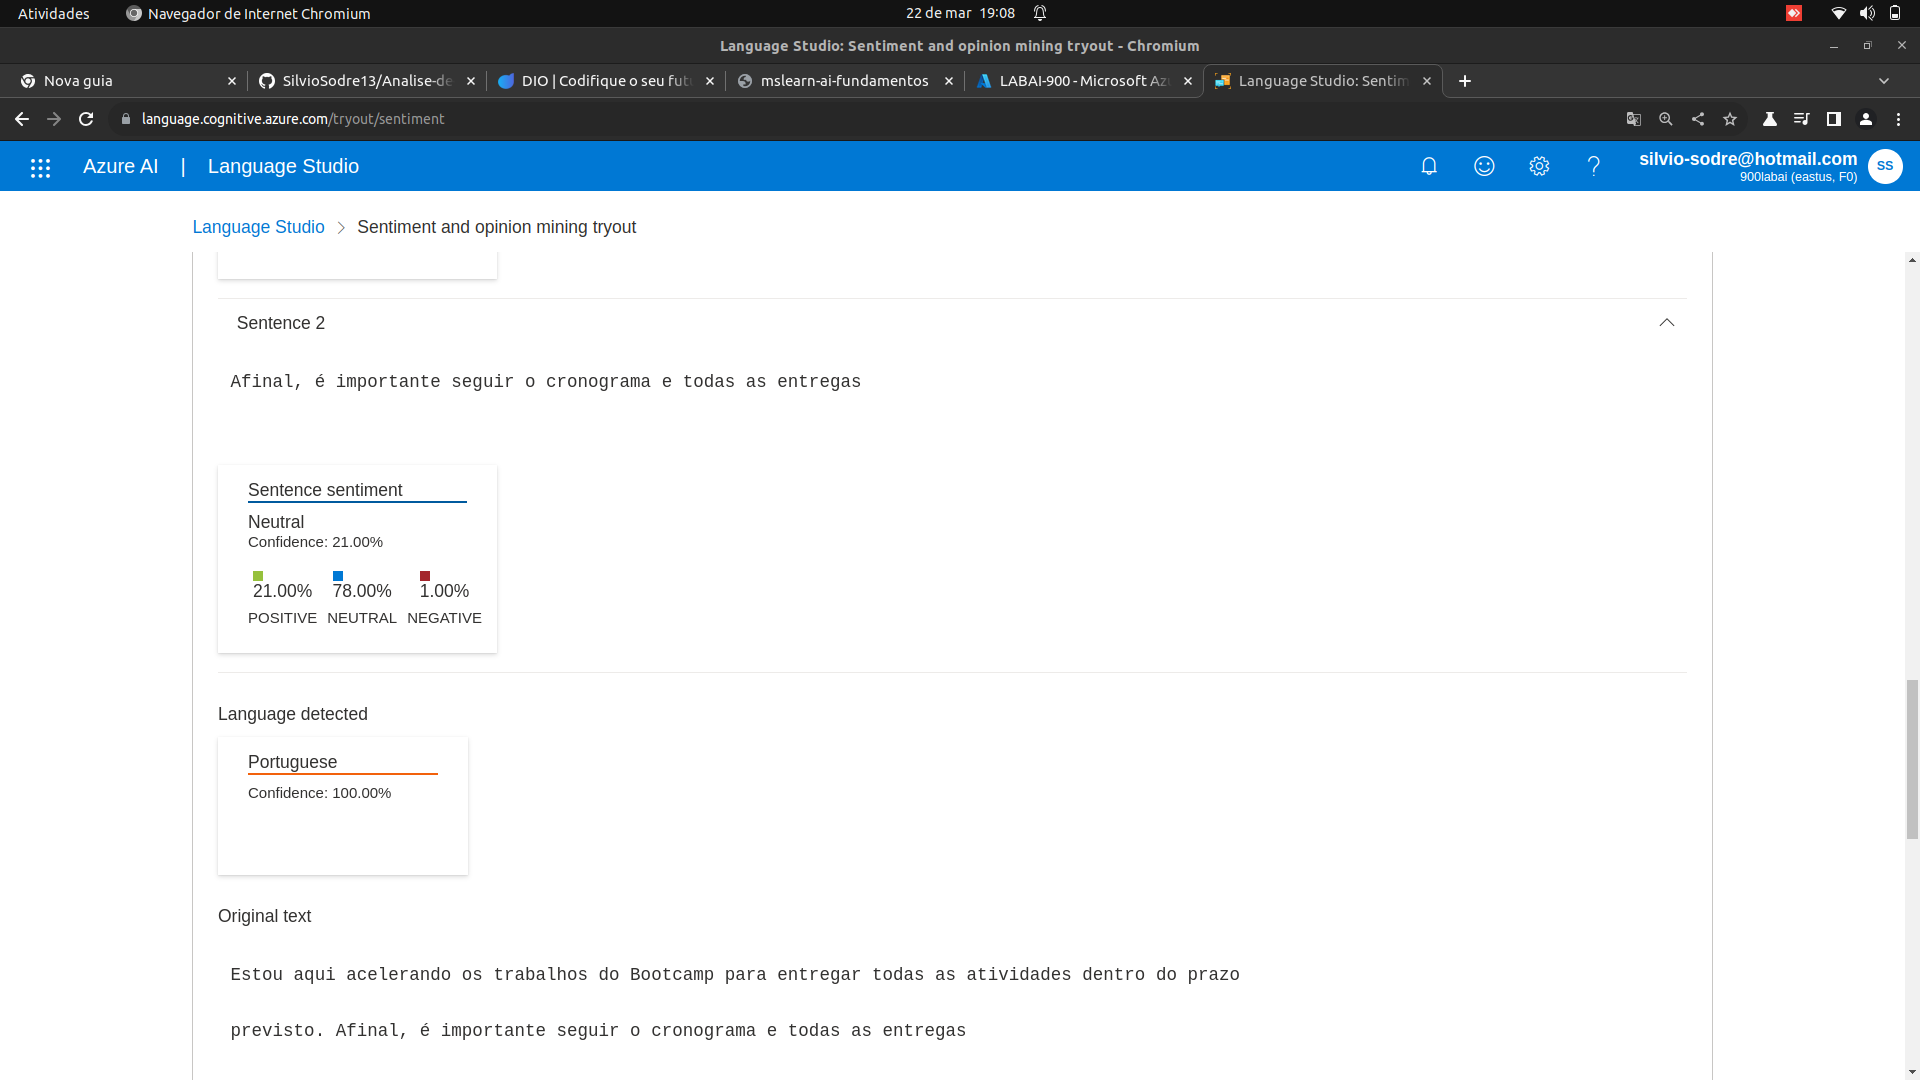 Atividades
Navegador de Internet Chromium
22 de mar 19:08
Language Studio: Sentiment and opinion mining tryout - Chromium
Nova guia
SilvioSodre13/Analise-de
DIO | Codifique o seu futu
mslearn-ai-fundamentos
LABAI-900 - Microsoft Azu
Language Studio: Sentim
language.cognitive.azure.com/tryout/sentiment
Azure AI | Language Studio
silvio-sodre@hotmail.com
900labai (eastus, F0)
SS
Language Studio > Sentiment and opinion mining tryout
Sentence 2
Afinal, é importante seguir o cronograma e todas as entregas
Sentence sentiment
Neutral
Confidence: 21.00%
21.00% 78.00% 1.00%
POSITIVE NEUTRAL NEGATIVE
Language detected
Portuguese
Confidence: 100.00%
Original text
Estou aqui acelerando os trabalhos do Bootcamp para entregar todas as atividades dentro do prazo
previsto. Afinal, é importante seguir o cronograma e todas as entregas